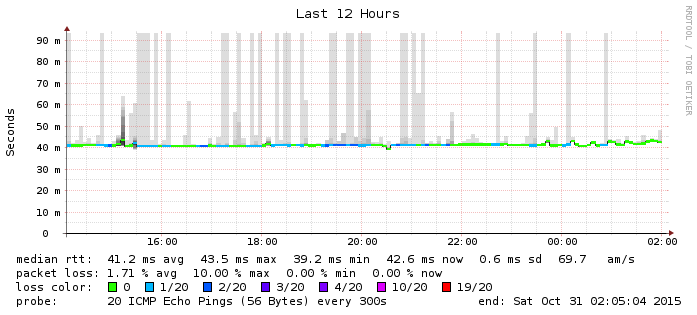 Last 12 Hours
RRDTOOL / TOBI OETIKER
Seconds
90 m
80 m
70 m
60 m
50 m
40 m
30 m
20 m
10 m
0
16:00 18:00 20:00 22:00 00:00 02:00
median rtt: 41.2 ms avg 43.5 ms max 39.2 ms min 42.6 ms now 0.6 ms sd 69.7 am/s
packet loss: 1.71 % avg 10.00 % max 0.00 % min 0.00 % now
loss color: 0 1/20 2/20 3/20 4/20 10/20 19/20
probe: 20 ICMP Echo Pings (56 Bytes) every 300s end: Sat Oct 31 02:05:04 2015